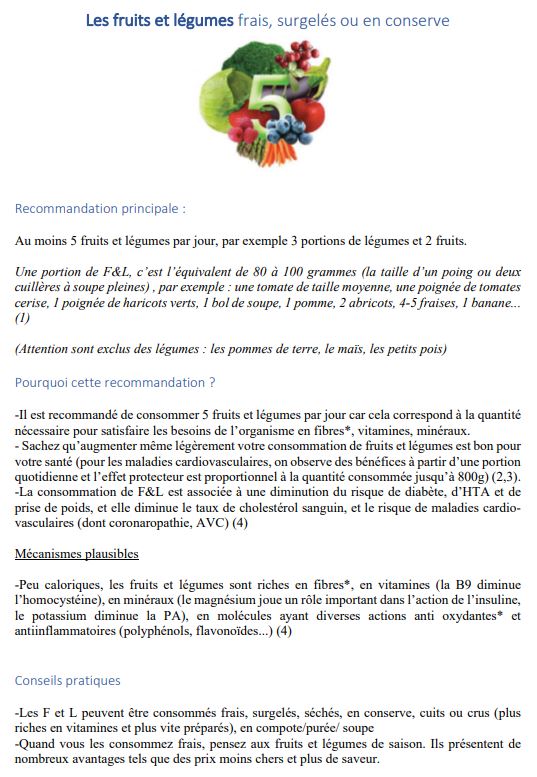 Les fruits et légumes frais, surgelés ou en conserve
5
Recommandation principale :
Au moins 5 fruits et légumes par jour, par exemple 3 portions de légumes et 2 fruits.
Une portion de F&L, c’est l’équivalent de 80 à 100 grammes (la taille d’un poing ou deux
cuillères à soupe pleines) , par exemple : une tomate de taille moyenne, une poignée de tomates
cerise, 1 poignée de haricots verts, 1 bol de soupe, 1 pomme, 2 abricots, 4-5 fraises, 1 banane...
(1)
(Attention sont exclus des légumes : les pommes de terre, le maïs, les petits pois)
Pourquoi cette recommandation ?
-Il est recommandé de consommer 5 fruits et légumes par jour car cela correspond à la quantité
nécessaire pour satisfaire les besoins de l’organisme en fibres*, vitamines, minéraux.
- Sachez qu’augmenter même légèrement votre consommation de fruits et légumes est bon pour
votre santé (pour les maladies cardiovasculaires, on observe des bénéfices à partir d’une portion
quotidienne et l’effet protecteur est proportionnel à la quantité consommée jusqu’à 800g) (2,3).
-La consommation de F&L est associée à une diminution du risque de diabète, d’HTA et de
prise de poids, et elle diminue le taux de cholestérol sanguin, et le risque de maladies cardio-
vasculaires (dont coronaropathie, AVC) (4)
Mécanismes plausibles
-Peu caloriques, les fruits et légumes sont riches en fibres*, en vitamines (la B9 diminue
l’homocystéine), en minéraux (le magnésium joue un rôle important dans l’action de l’insuline,
le potassium diminue la PA), en molécules ayant diverses actions anti oxydantes* et
antiinflammatoires (polyphénols, flavonoïdes...) (4)
Conseils pratiques
-Les F et L peuvent être consommés frais, surgelés, séchés, en conserve, cuits ou crus (plus
riches en vitamines et plus vite préparés), en compote/purée/ soupe
-Quand vous les consommez frais, pensez aux fruits et légumes de saison. Ils présentent de
nombreux avantages tels que des prix moins chers et plus de saveur.